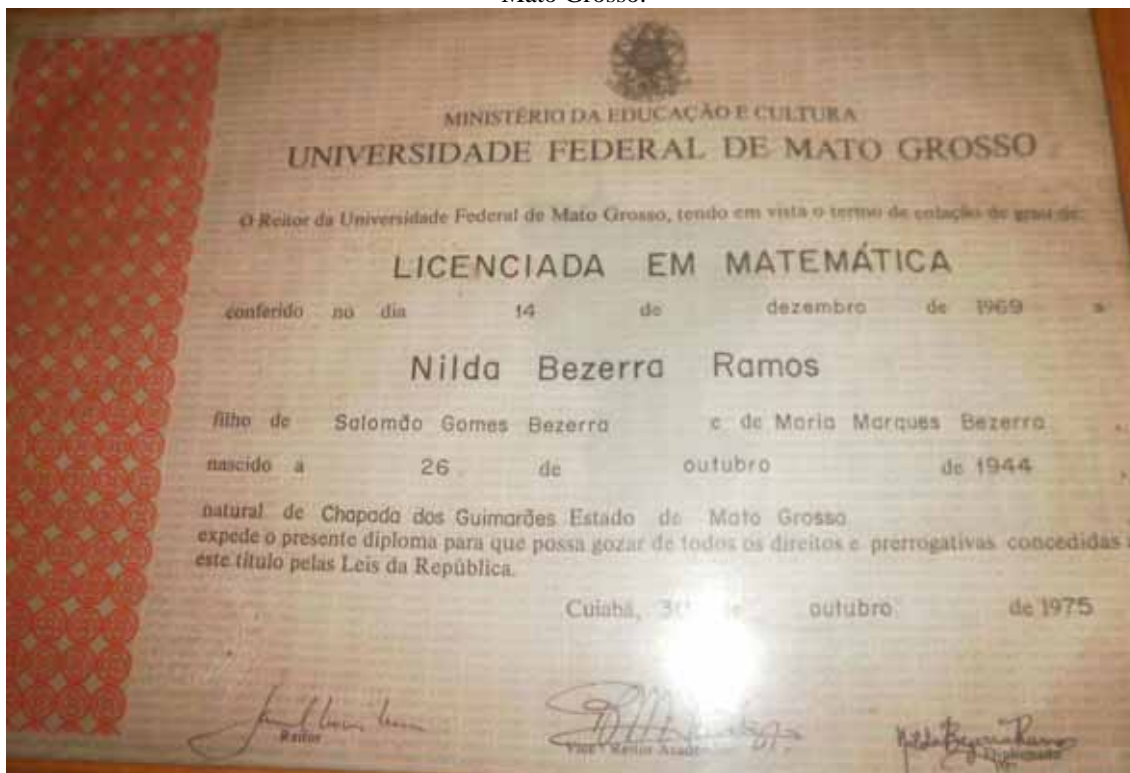 Mato Grosso.
MINISTÉRIO DA EDUCAÇÃO E CULTURA
UNIVERSIDADE FEDERAL DE MATO GROSSO
O Reitor da Universidade Federal de Mato Grosso, tendo em vista o termo de colação de grau de:
LICENCIADA EM MATEMÁTICA
conferido no dia 14 de dezembro de 1969 a
Nilda Bezerra Ramos
filho de Salomão Gomes Bezerra e de Maria Marques Bezerra
nascido a 26 de outubro de 1944
natural de Chapada dos Guimarães Estado de Mato Grosso
expede o presente diploma para que possa gozar de todos os direitos e prerrogativas concedidas a
este título pelas Leis da República.
Cuiabá, de outubro de 1975
Reitor
Vice Reitor
Nilda Bezerra Ramos
Diplomada